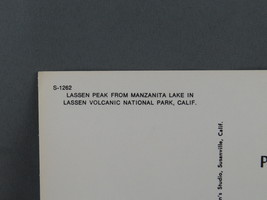 S-1262
LASSEN PEAK FROM MANZANITA LAKE IN
LASSEN VOLCANIC NATIONAL PARK, CALIF.
n's Studio, Susanville, Calif.
P